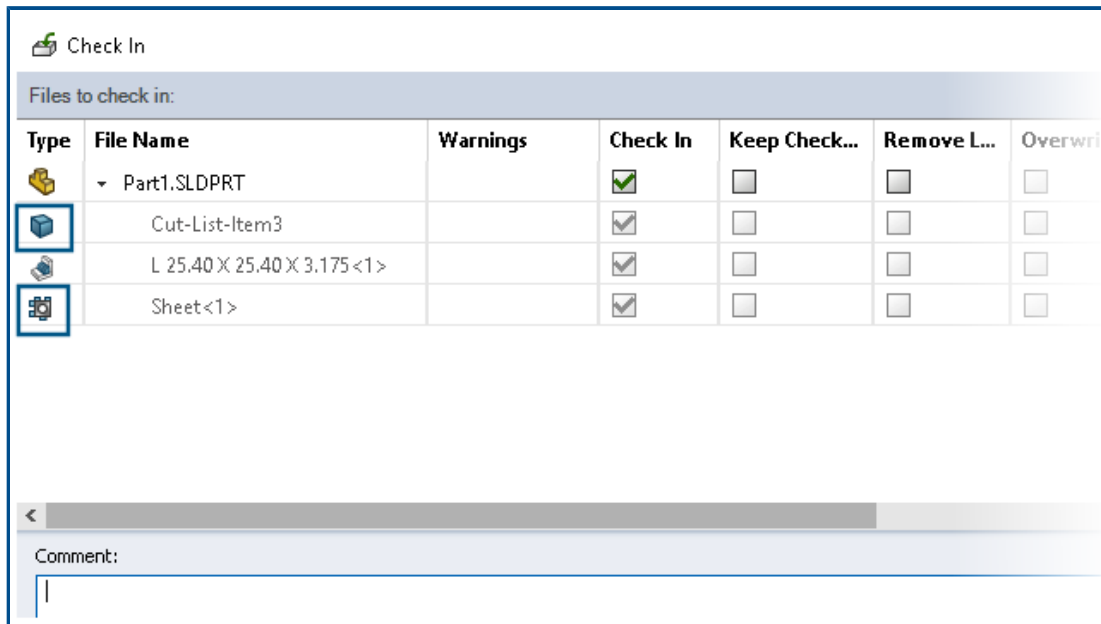 Check In
Files to check in:
Type File Name Warnings Check In Keep Check... Remove L... Overwri
Part1.SLDPRT
Cut-List-Item3
L 25.40 X 25.40 X 3.175<1>
Sheet<1>
Comment: